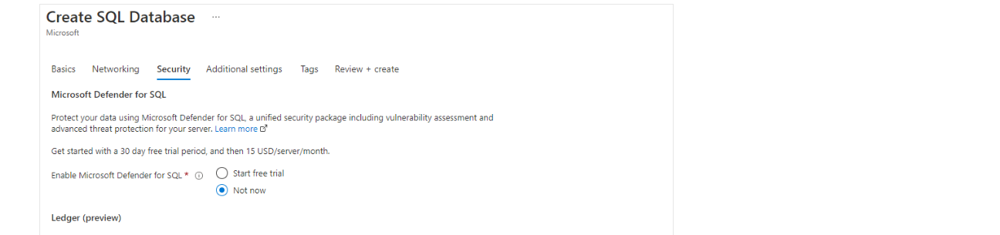 Create SQL Database ...
Microsoft
Basics Networking Security Additional settings Tags Review + create
Microsoft Defender for SQL
Protect your data using Microsoft Defender for SQL, a unified security package including vulnerability assessment and
advanced threat protection for your server. Learn more
Get started with a 30 day free trial period, and then 15 USD/server/month.
Enable Microsoft Defender for SQL * Start free trial
Not now
Ledger (preview)